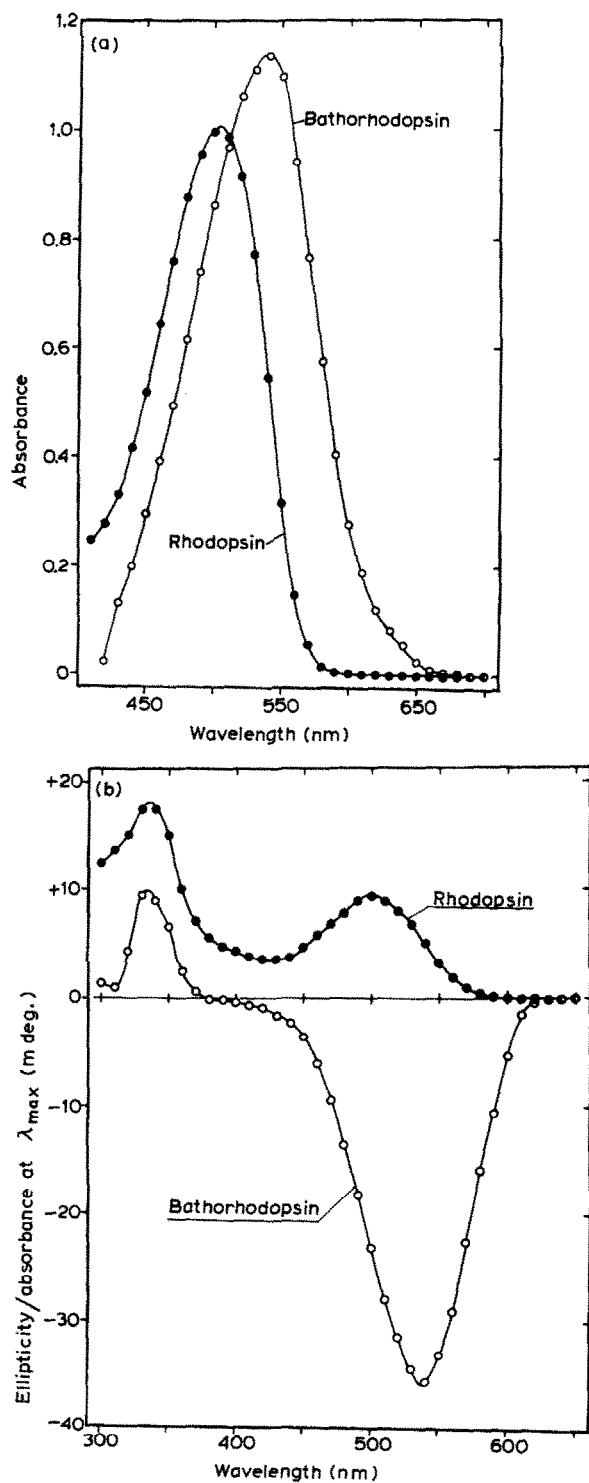 (a)
1.2
1.0
0.8
0.6
0.4
0.2
0
Absorbance
Bathorhodopsin
Rhodopsin
450
550
650
Wavelength (nm)
(b)
+20
+10
0
-10
-20
-30
-40
Ellipticity/absorbance at λmax (m deg.)
Rhodopsin
Bathorhodopsin
300
400
500
600
Wavelength (nm)